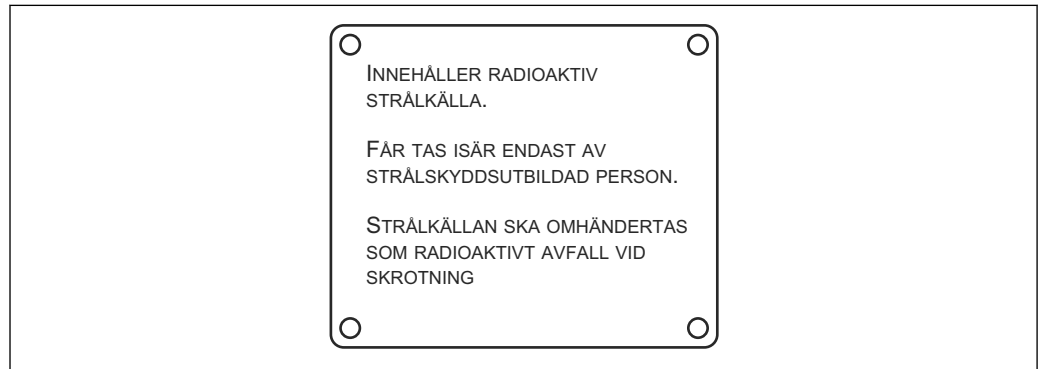 INNEHÅLLER RADIOAKTIV
STRÅLKÄLLA.
FÅR TAS ISÄR ENDAST AV
STRÅLSKYDDSUTBILDAD PERSON.
STRÅLKÄLLAN SKA OMHÄNDERTAS
SOM RADIOAKTIVT AVFALL VID
SKROTNING